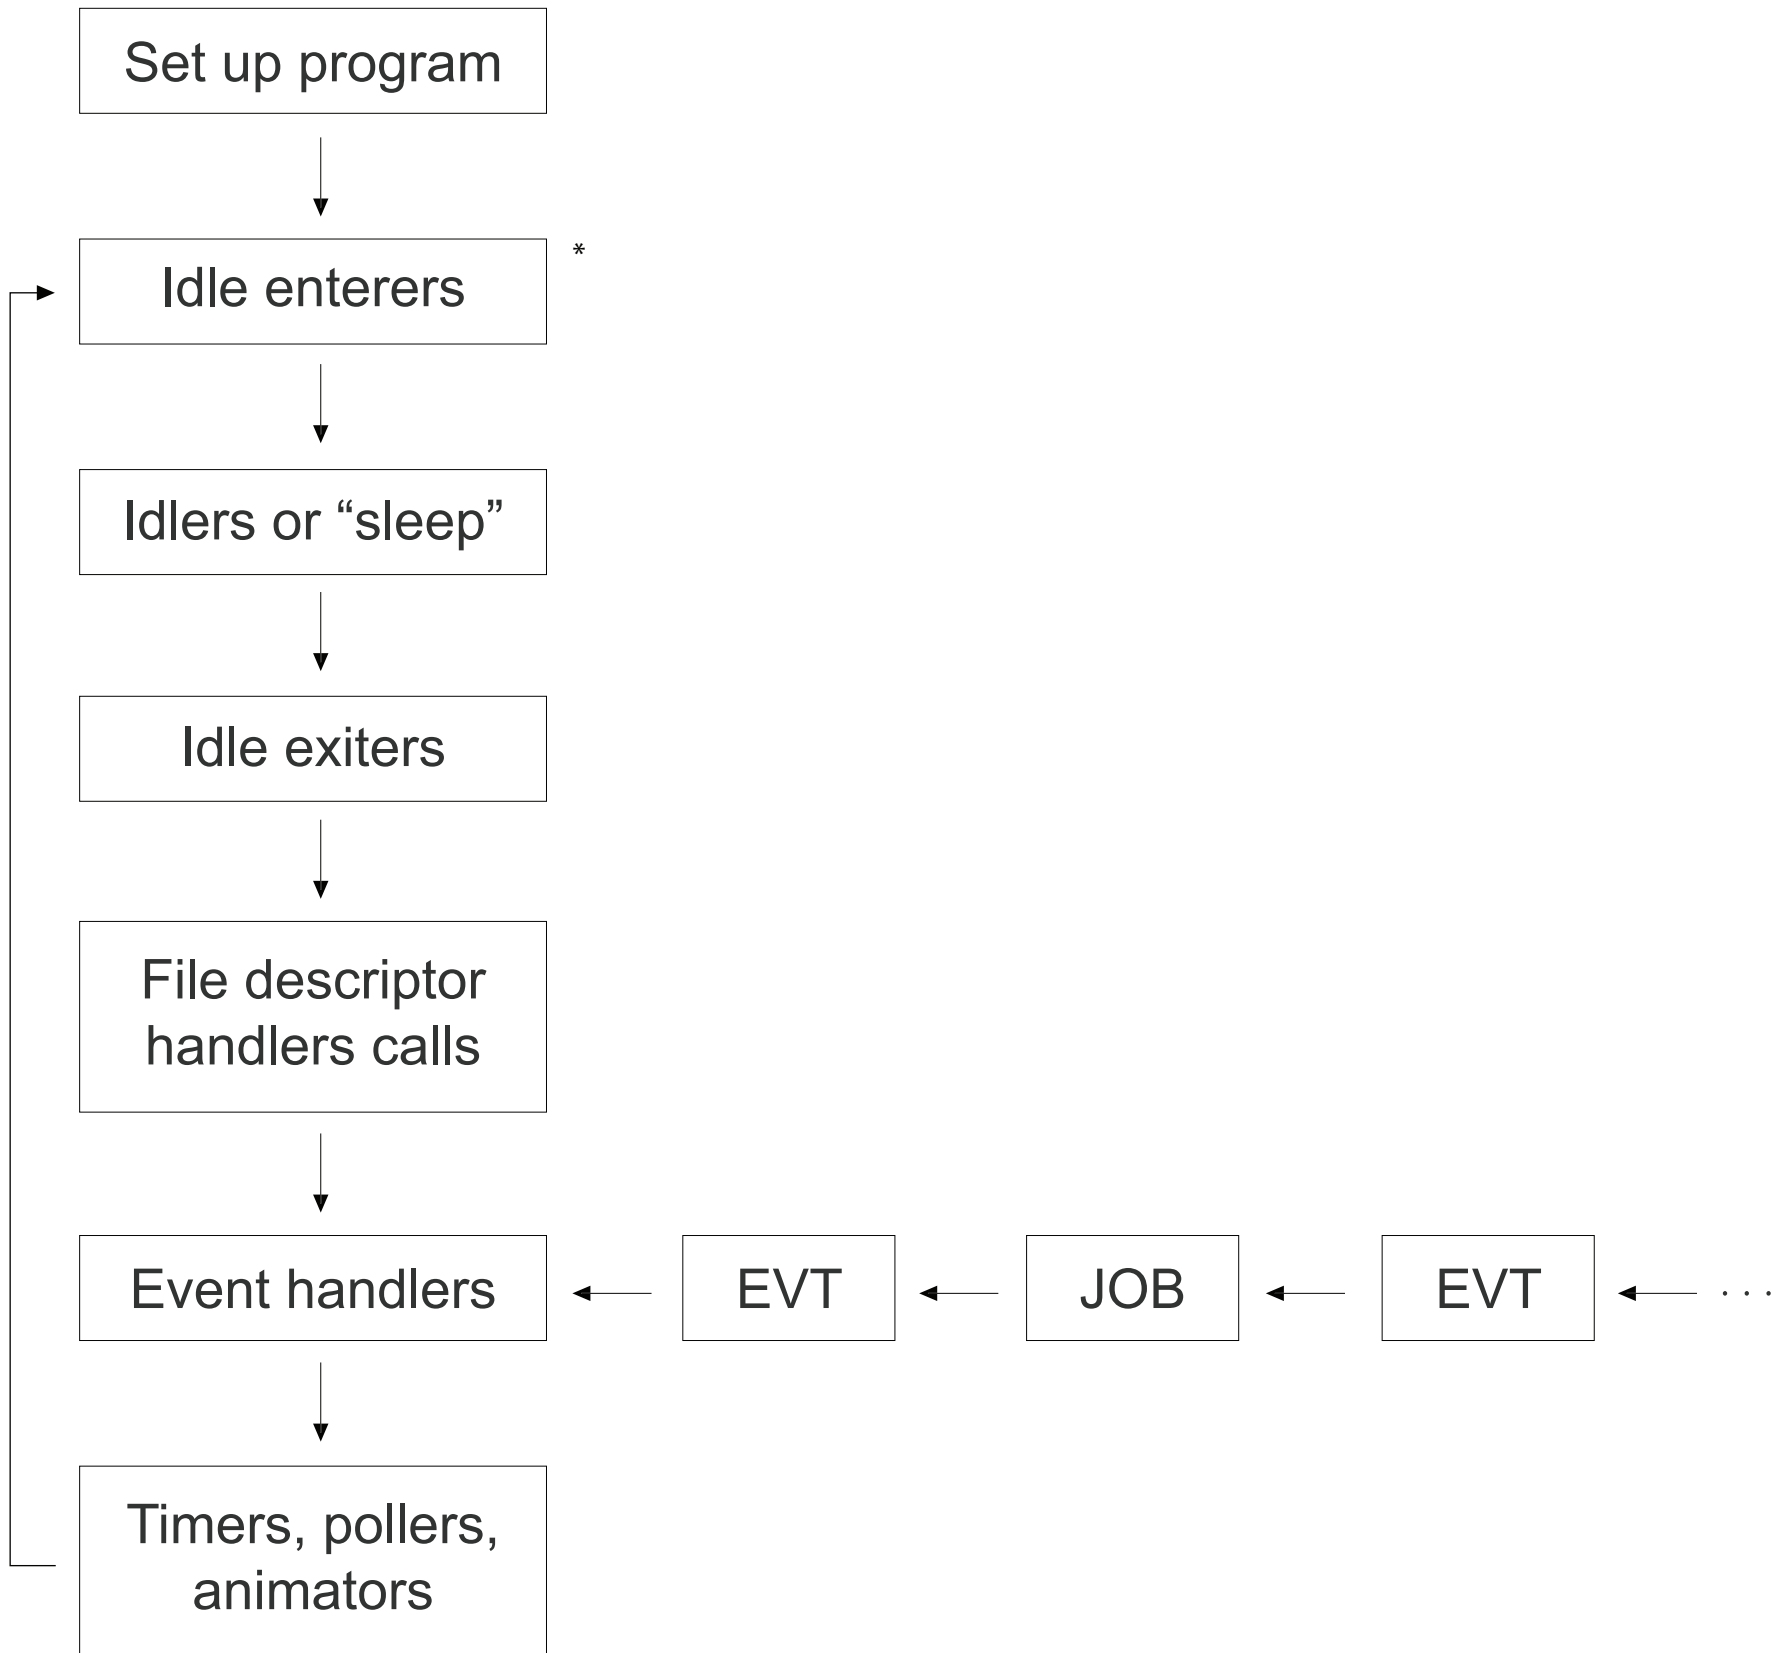 Set up program
Idle enterers *
Idlers or “sleep”
Idle exiters
File descriptor
handlers calls
Event handlers EVT JOB EVT . . .
Timers, pollers,
animators